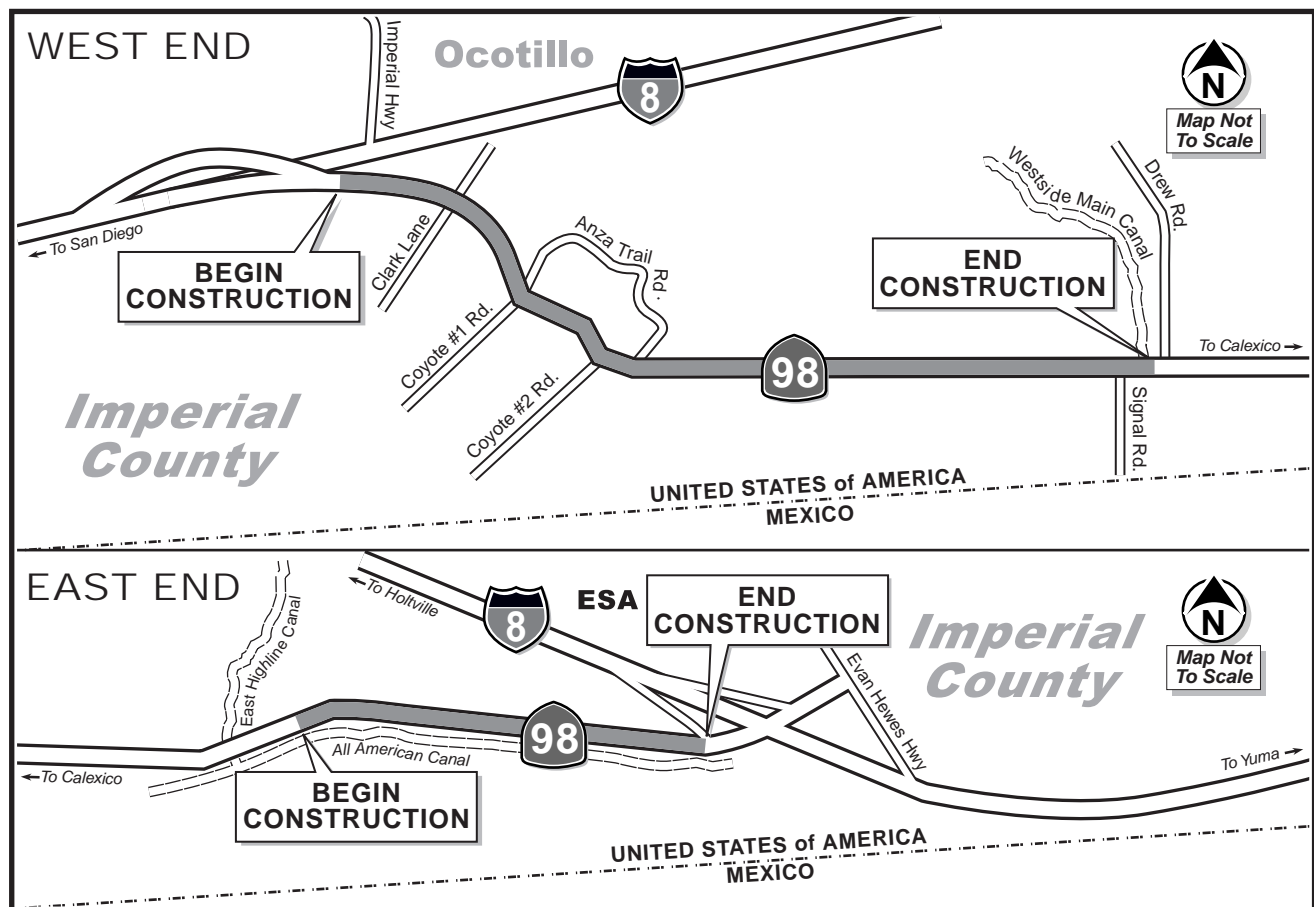 WEST END
Imperial Hwy
Ocotillo
8
N
Map Not
To Scale
Westside Main Canal
Drew Rd.
To San Diego
Clark Lane
Anza Trail
Rd.
BEGIN
CONSTRUCTION
END
CONSTRUCTION
Coyote #1 Rd.
To Calexico
98
Imperial
County
Coyote #2 Rd.
Signal Rd.
UNITED STATES of AMERICA
MEXICO
EAST END
To Holtville
East Highline Canal
8
ESA
END
CONSTRUCTION
Imperial
County
N
Map Not
To Scale
Evan Hewes Hwy
98
All American Canal
To Calexico
To Yuma
BEGIN
CONSTRUCTION
UNITED STATES of AMERICA
MEXICO